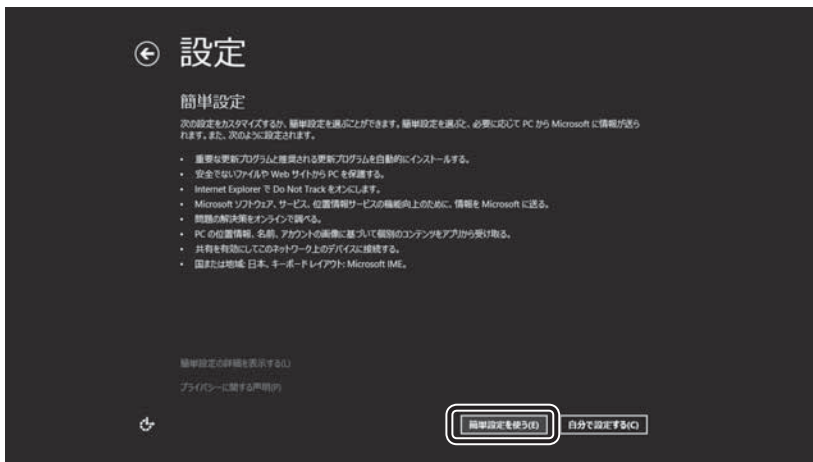 設定
簡単設定
次の設定をカスタマイズするか、簡単設定を選ぶことができます。簡単設定を選ぶと、必要に応じて PC から Microsoft に情報が送ら
れます。また、次のように設定されます。
• 重要な更新プログラムと推奨される更新プログラムを自動的にインストールする。
• 安全でないファイルや Web サイトから PC を保護する。
• Internet Explorer で Do Not Track をオンにします。
• Microsoft ソフトウェア、サービス、位置情報サービスの機能向上のために、情報を Microsoft に送る。
• 問題の解決策をオンラインで調べる。
• PC の位置情報、名前、アカウントの画像に基づいて個別のコンテンツをアプリから受け取る。
• 共有を有効にしてこのネットワーク上のデバイスに接続する。
• 国または地域: 日本、キーボード レイアウト: Microsoft IME。
簡単設定の詳細を表示する(L)
プライバシーに関する声明(P)
簡単設定を使う(E) 自分で設定する(C)